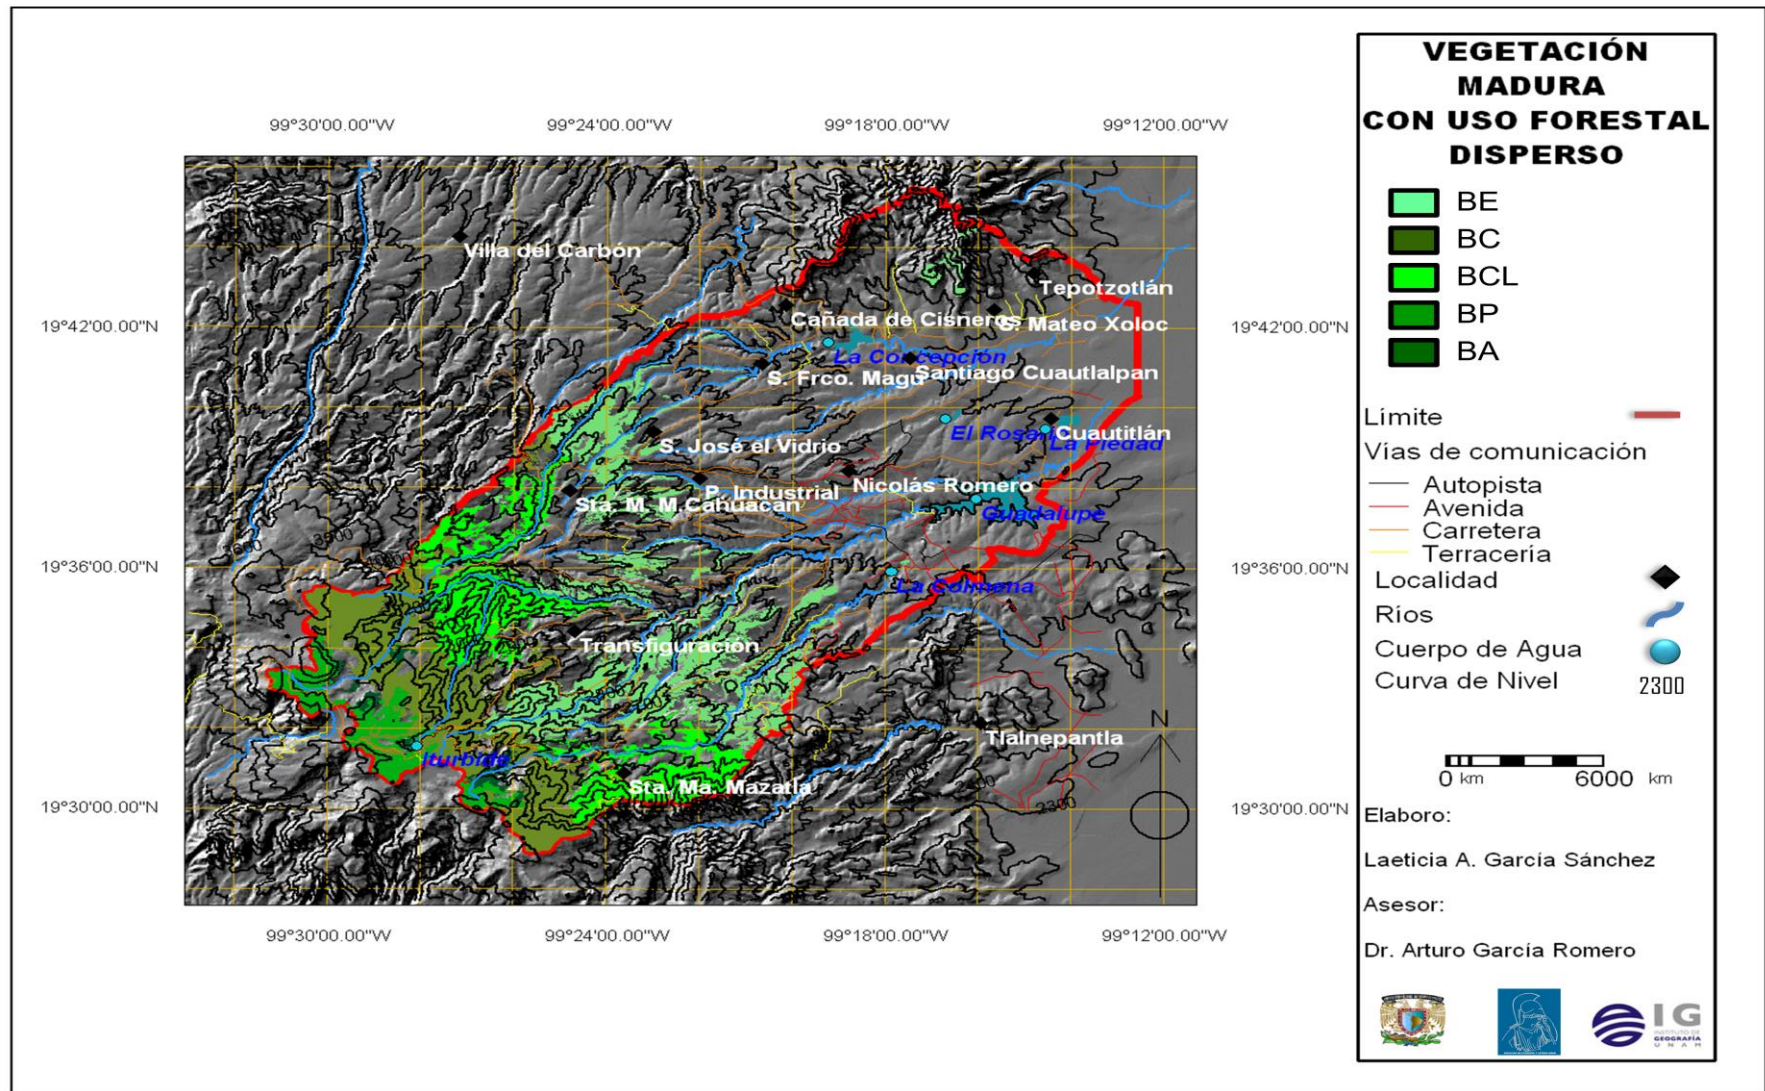 VEGETACIÓN
MADURA
CON USO FORESTAL
DISPERSO
BE
BC
BCL
BP
BA
Límite
Vías de comunicación
Autopista
Avenida
Carretera
Terracería
Localidad
Ríos
Cuerpo de Agua
Curva de Nivel 2300
0 km 6000 km
Elaboro:
Laeticia A. García Sánchez
Asesor:
Dr. Arturo García Romero
IG
INSTITUTO DE
GEOGRAFÍA
UNAM
99°30'00.00"W 99°24'00.00"W 99°18'00.00"W 99°12'00.00"W
Villa del Carbón
Tepotzotlán
19°42'00.00"N 19°42'00.00"N
Cañada de Cisneros
S. Mateo Xoloc
La Concepción
S. Frco. Magú
Santiago Cuautlalpan
El Rosario
Cuautitlán
La Piedad
S. José el Vidrio
Nicolás Romero
P. Industrial
Sta. M. M.Cahuacan
Guadalupe
3500
19°36'00.00"N 19°36'00.00"N
La Colmena
Transfiguración
N
Tlalnepantla
Iturbide
Sta. Ma. Mazatla
2300
19°30'00.00"N 19°30'00.00"N
99°30'00.00"W 99°24'00.00"W 99°18'00.00"W 99°12'00.00"W